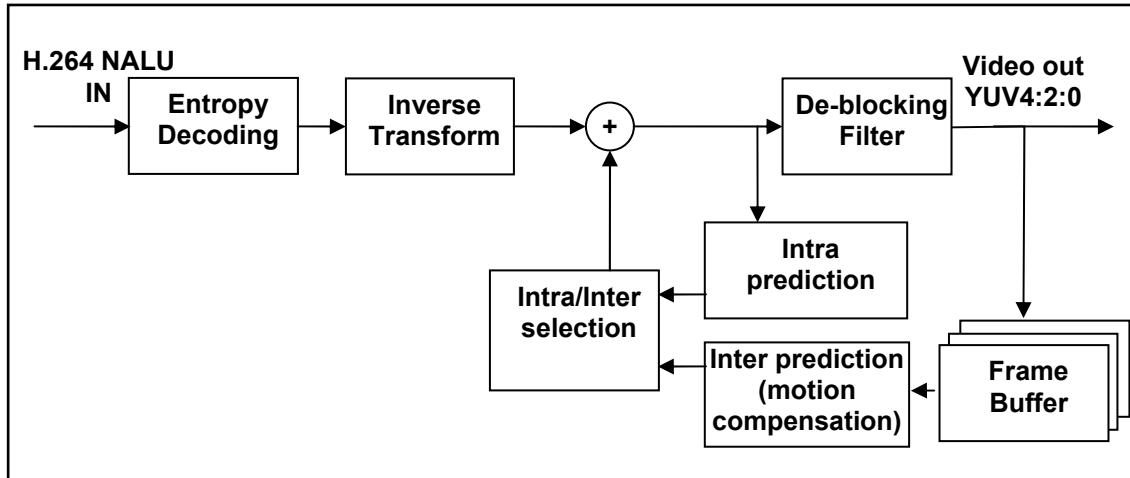 H.264 NALU
IN
Entropy
Decoding
Inverse
Transform
+
De-blocking
Filter
Video out
YUV4:2:0
Intra
prediction
Intra/Inter
selection
Inter prediction
(motion
compensation)
Frame
Buffer